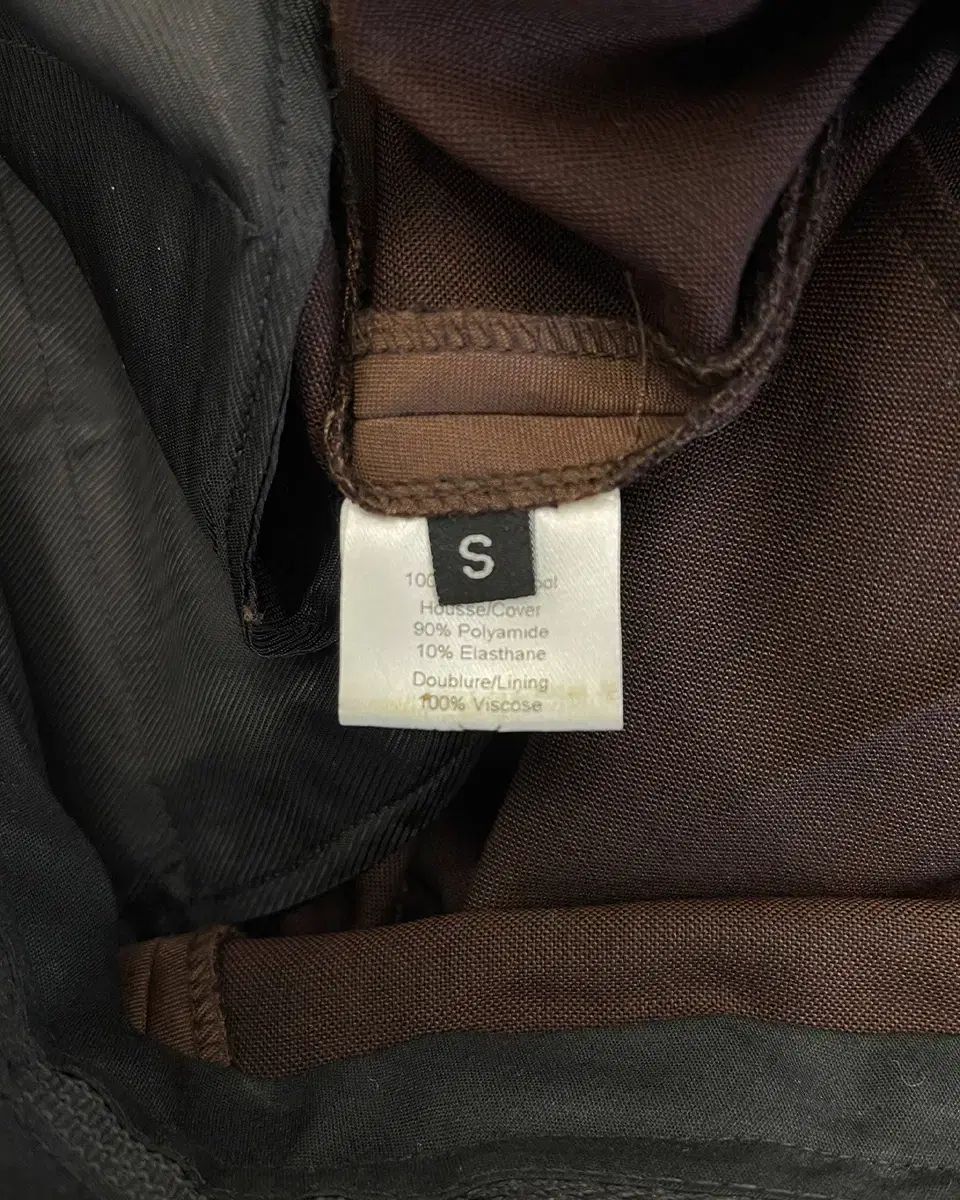 S
100
Housse/Cover
90% Polyamide
10% Elasthane
Doublure/Lining
100% Viscose